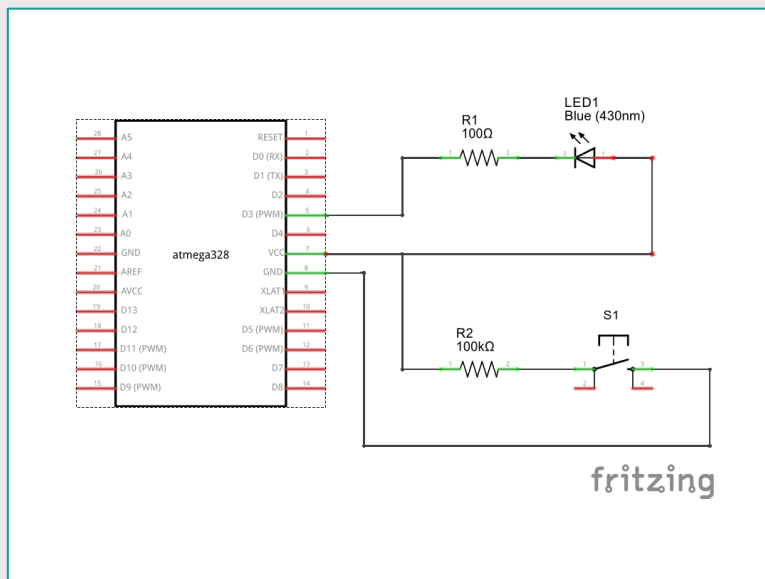 LED1
Blue (430nm)
R1
100Ω
1
2
2
1
atmega328
28 A5
27 A4
26 A3
25 A2
24 A1
23 A0
22 GND
21 AREF
20 AVCC
19 D13
18 D12
17 D11 (PWM)
16 D10 (PWM)
15 D9 (PWM)
RESET 1
D0 (RX) 2
D1 (TX) 3
D2 4
D3 (PWM) 5
D4 6
VCC 7
GND 8
XLAT1 9
XLAT2 10
D5 (PWM) 11
D6 (PWM) 12
D7 13
D8 14
S1
R2
100kΩ
1
2
1
3
2
4
fritzing